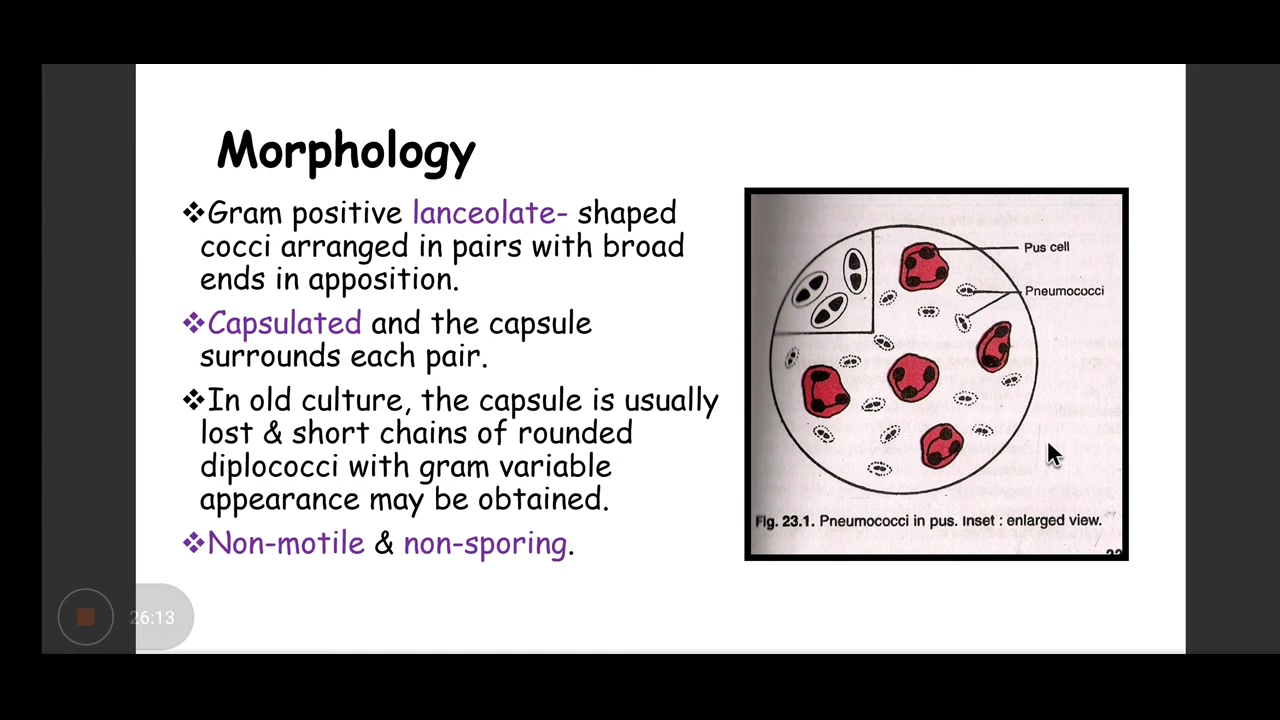 Morphology
❖Gram positive lanceolate- shaped
cocci arranged in pairs with broad
ends in apposition.
❖Capsulated and the capsule
surrounds each pair.
❖In old culture, the capsule is usually
lost & short chains of rounded
diplococci with gram variable
appearance may be obtained.
❖Non-motile & non-sporing.
Pus cell
Pneumococci
Fig. 23.1. Pneumococci in pus. Inset : enlarged view.
26:13